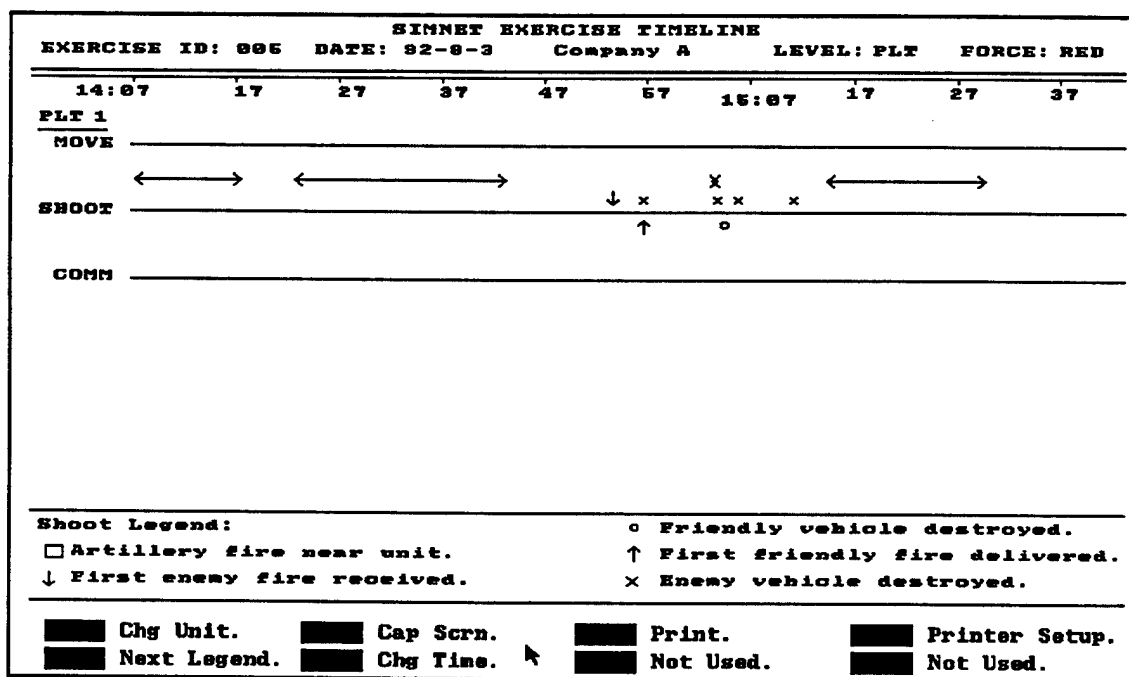 SIMNET EXERCISE TIMELINE
EXERCISE ID: 005 DATE: 92-8-3 Company A LEVEL: PLT FORCE: RED
14:07 17 27 37 47 57 15:07 17 27 37
PLT 1
MOVE
SHOOT
COMM
Shoot Legend:
o Friendly vehicle destroyed.
□ Artillery fire near unit.
↑ First friendly fire delivered.
↓ First enemy fire received.
x Enemy vehicle destroyed.
Chg Unit. Cap Scrn. Print. Printer Setup.
Next Legend. Chg Time. Not Used. Not Used.